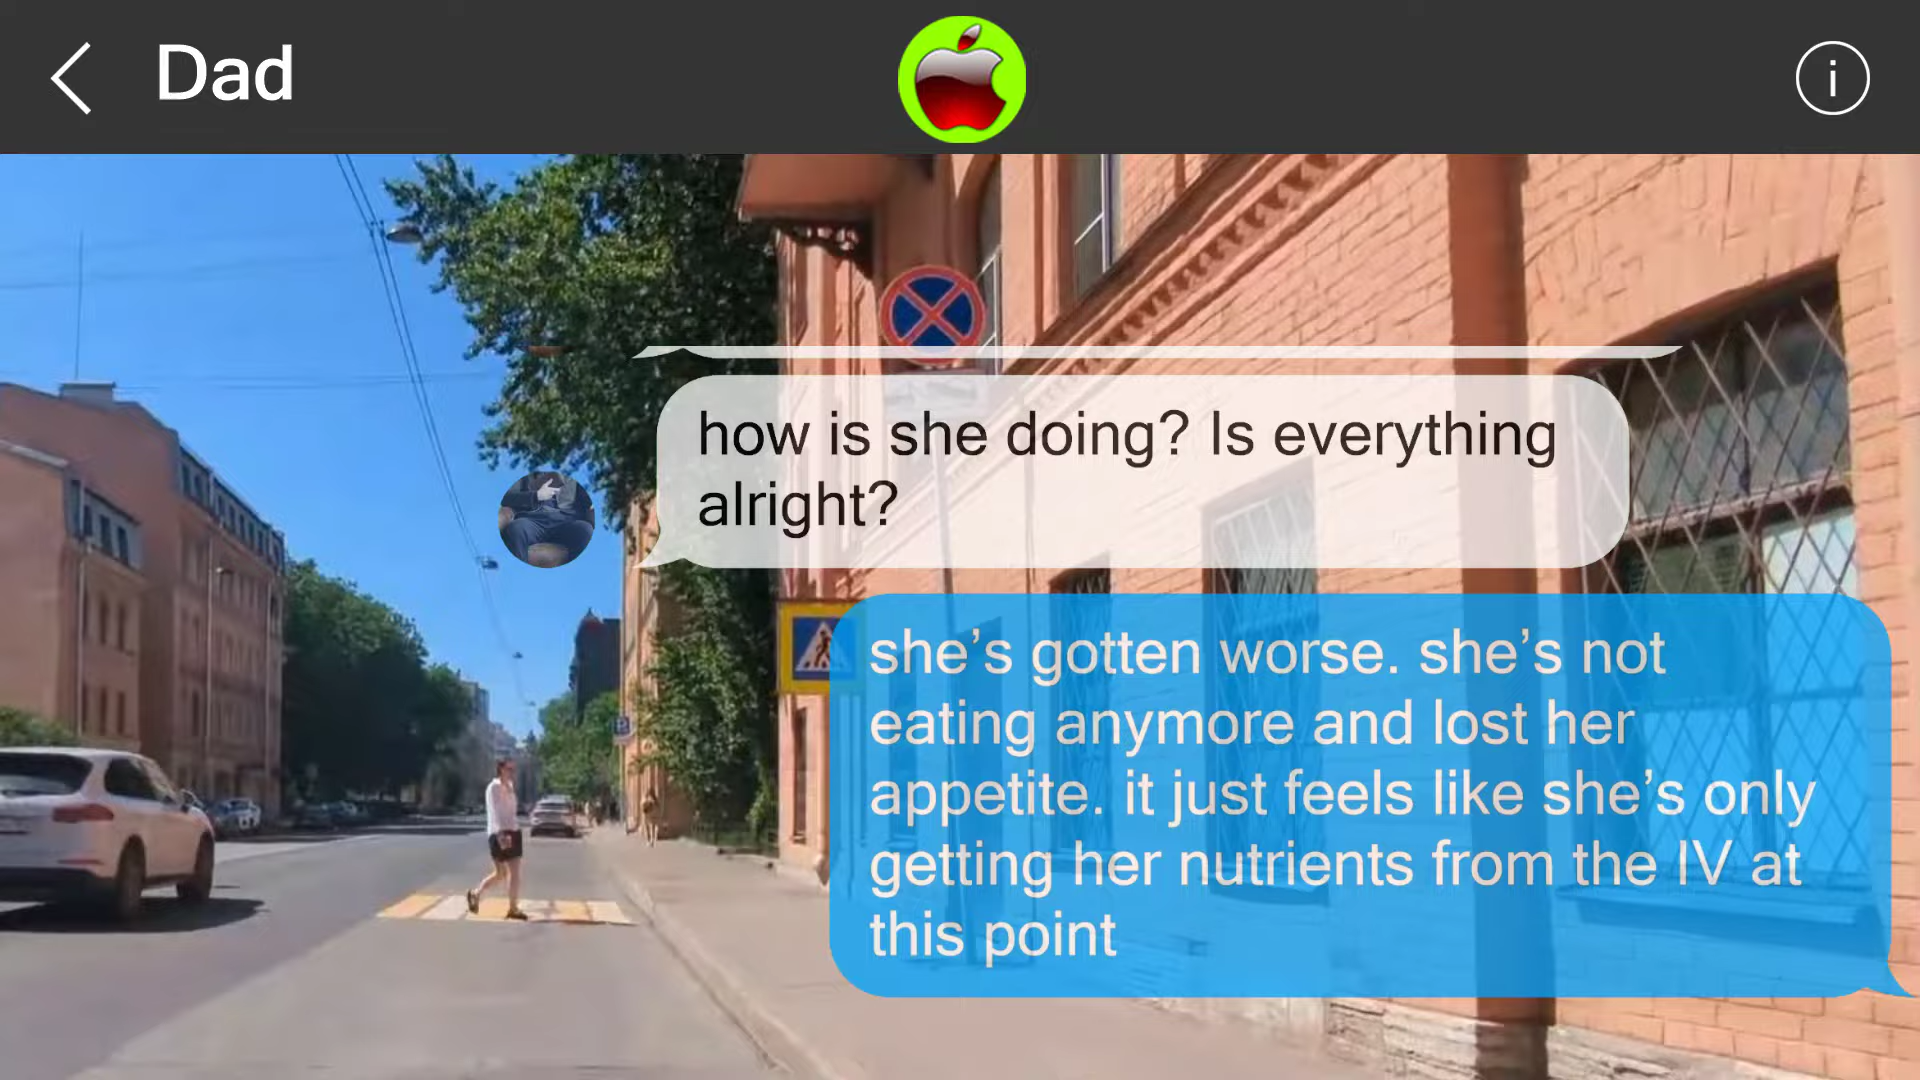 Dad
i
how is she doing? Is everything
alright?
she’s gotten worse. she’s not
eating anymore and lost her
appetite. it just feels like she’s only
getting her nutrients from the IV at
this point